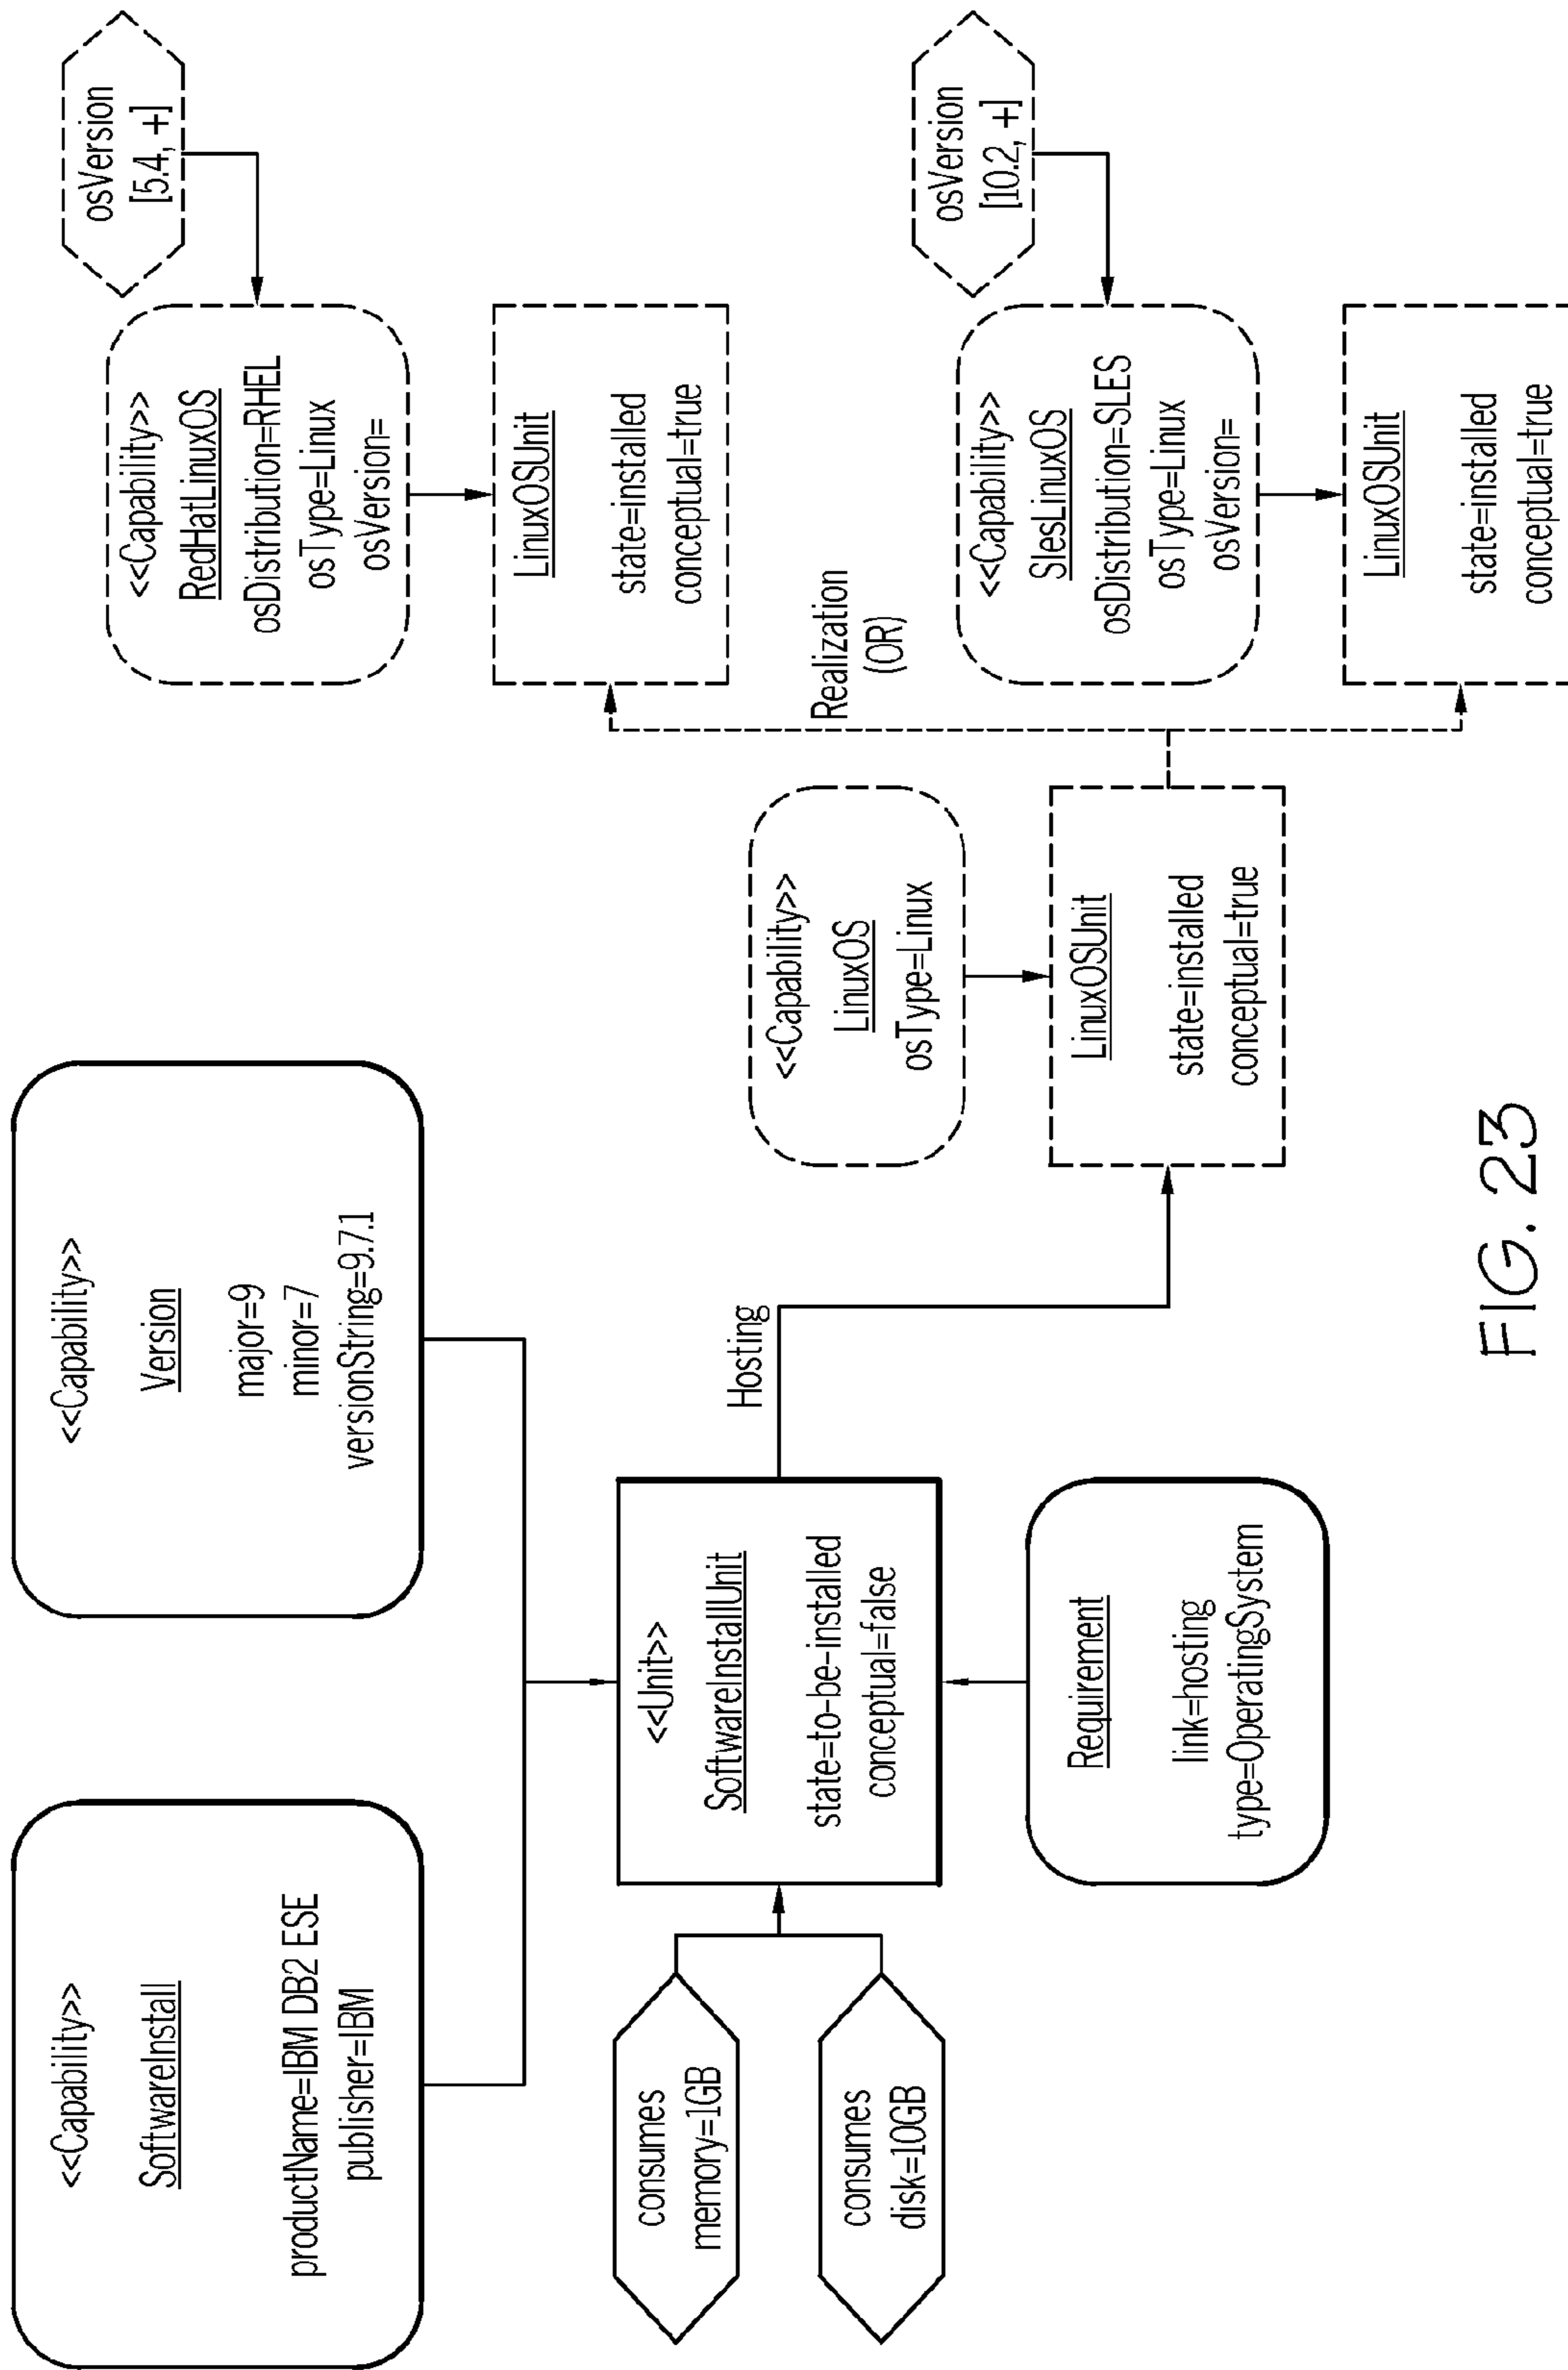 <<Capability>>
SoftwareInstall
productName=IBM DB2 ESE
publisher=IBM
<<Capability>>
Version
major=9
minor=7
versionString=9.7.1
consumes
memory=1GB
consumes
disk=10GB
<<Unit>>
SoftwareInstallUnit
state=to-be-installed
conceptual=false
Requirement
link=hosting
type=OperatingSystem
Hosting
<<Capability>>
LinuxOS
osType=Linux
LinuxOSUnit
state=installed
conceptual=true
Realization
(OR)
<<Capability>>
RedHatLinuxOS
osDistribution=RHEL
osType=Linux
osVersion=
osVersion
[5.4, +]
LinuxOSUnit
state=installed
conceptual=true
<<Capability>>
SlesLinuxOS
osDistribution=SLES
osType=Linux
osVersion=
osVersion
[10.2, +]
LinuxOSUnit
state=installed
conceptual=true
FIG. 23